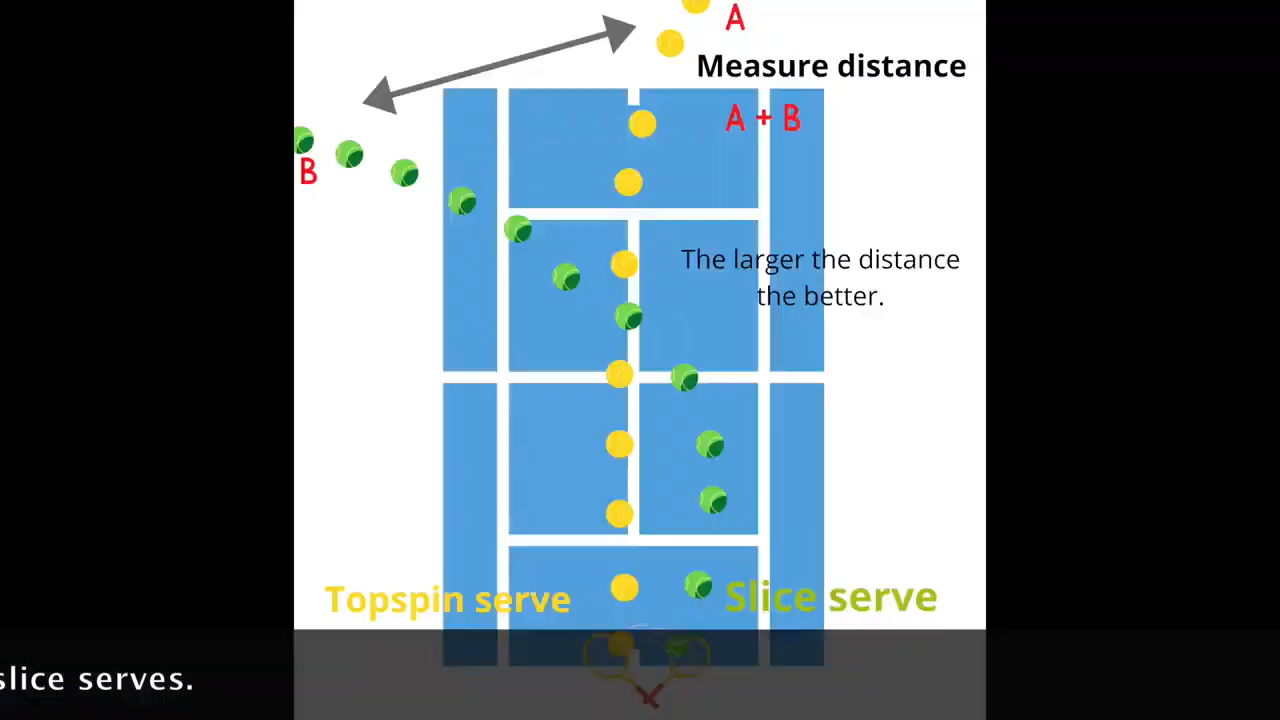 A
Measure distance
A + B
B
The larger the distance
the better.
Topspin serve
Slice serve
slice serves.